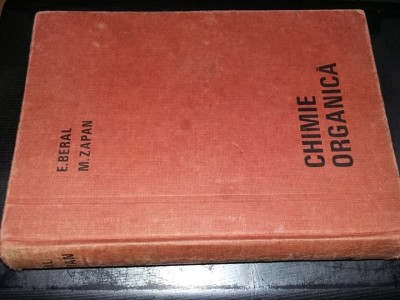 E.BERAL
M.ZAPAN
CHIMIE
ORGANICĂ